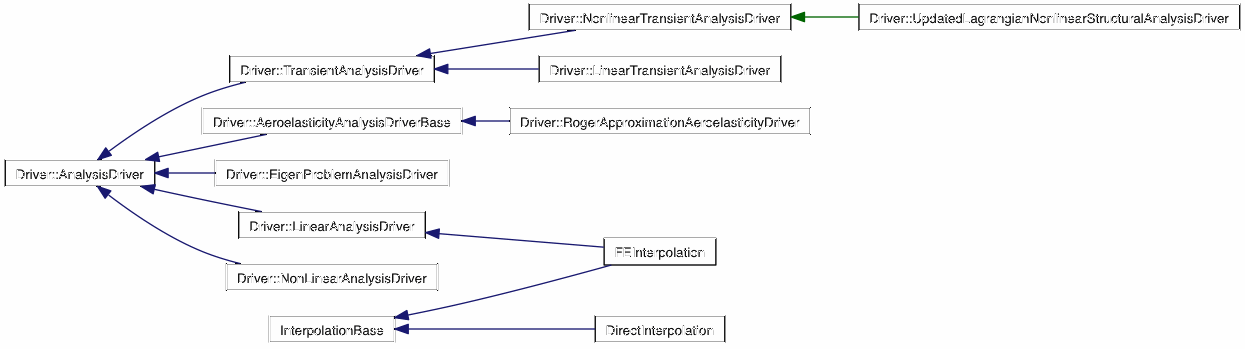 Driver::NonlinearTransientAnalysisDriver
Driver::UpdatedLagrangianNonlinearStructuralAnalysisDriver
Driver::TransientAnalysisDriver
Driver::LinearTransientAnalysisDriver
Driver::AeroelasticityAnalysisDriverBase
Driver::RogerApproximationAeroelasticityDriver
Driver::AnalysisDriver
Driver::EigenProblemAnalysisDriver
Driver::LinearAnalysisDriver
FEInterpolation
Driver::NonLinearAnalysisDriver
InterpolationBase
DirectInterpolation